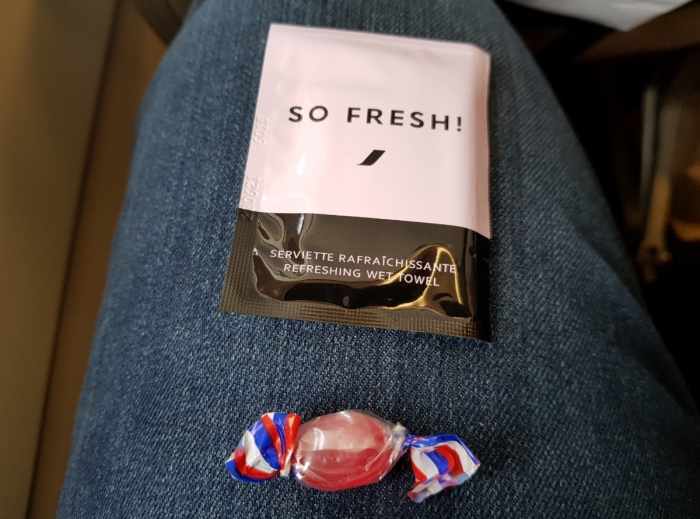 SO FRESH!
SERVIETTE RAFRAÎCHISSANTE
REFRESHING WET TOWEL